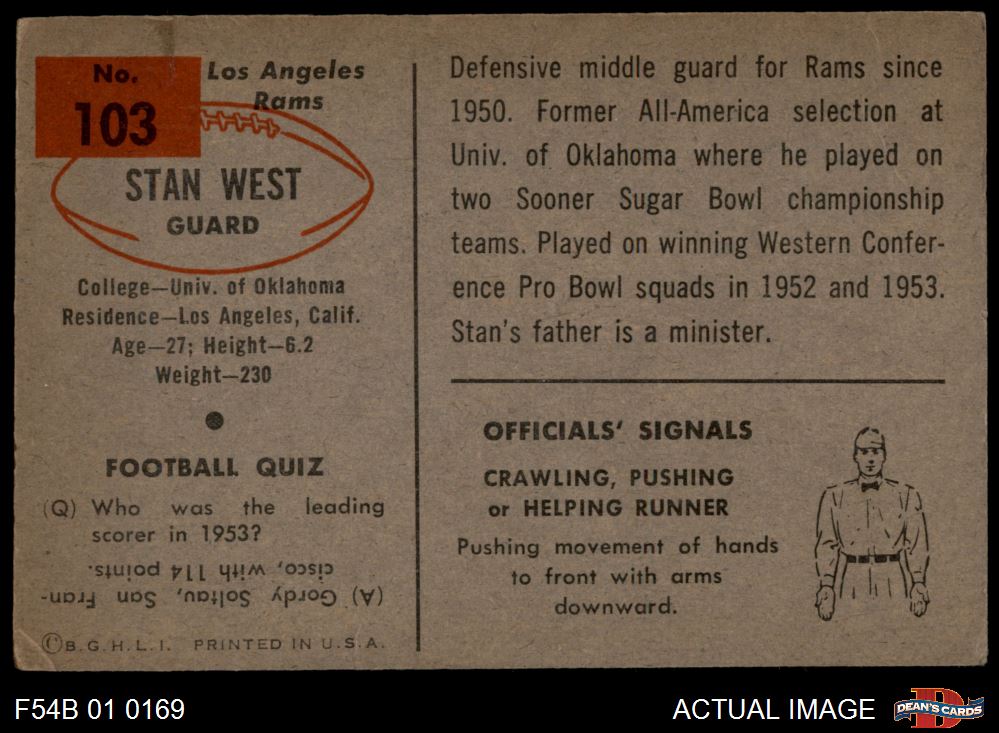 No.
103
Los Angeles
Rams
STAN WEST
GUARD
College—Univ. of Oklahoma
Residence—Los Angeles, Calif.
Age—27; Height—6.2
Weight—230
FOOTBALL QUIZ
(Q) Who was the leading
scorer in 1953?
(A) Gordy Soltau, San Fran-
cisco, with 114 points.
©B.G.H.L.I. PRINTED IN U.S.A.
Defensive middle guard for Rams since
1950. Former All-America selection at
Univ. of Oklahoma where he played on
two Sooner Sugar Bowl championship
teams. Played on winning Western Confer-
ence Pro Bowl squads in 1952 and 1953.
Stan's father is a minister.
OFFICIALS' SIGNALS
CRAWLING, PUSHING
or HELPING RUNNER
Pushing movement of hands
to front with arms
downward.
F54B 01 0169
ACTUAL IMAGE
D
DEAN'S CARDS